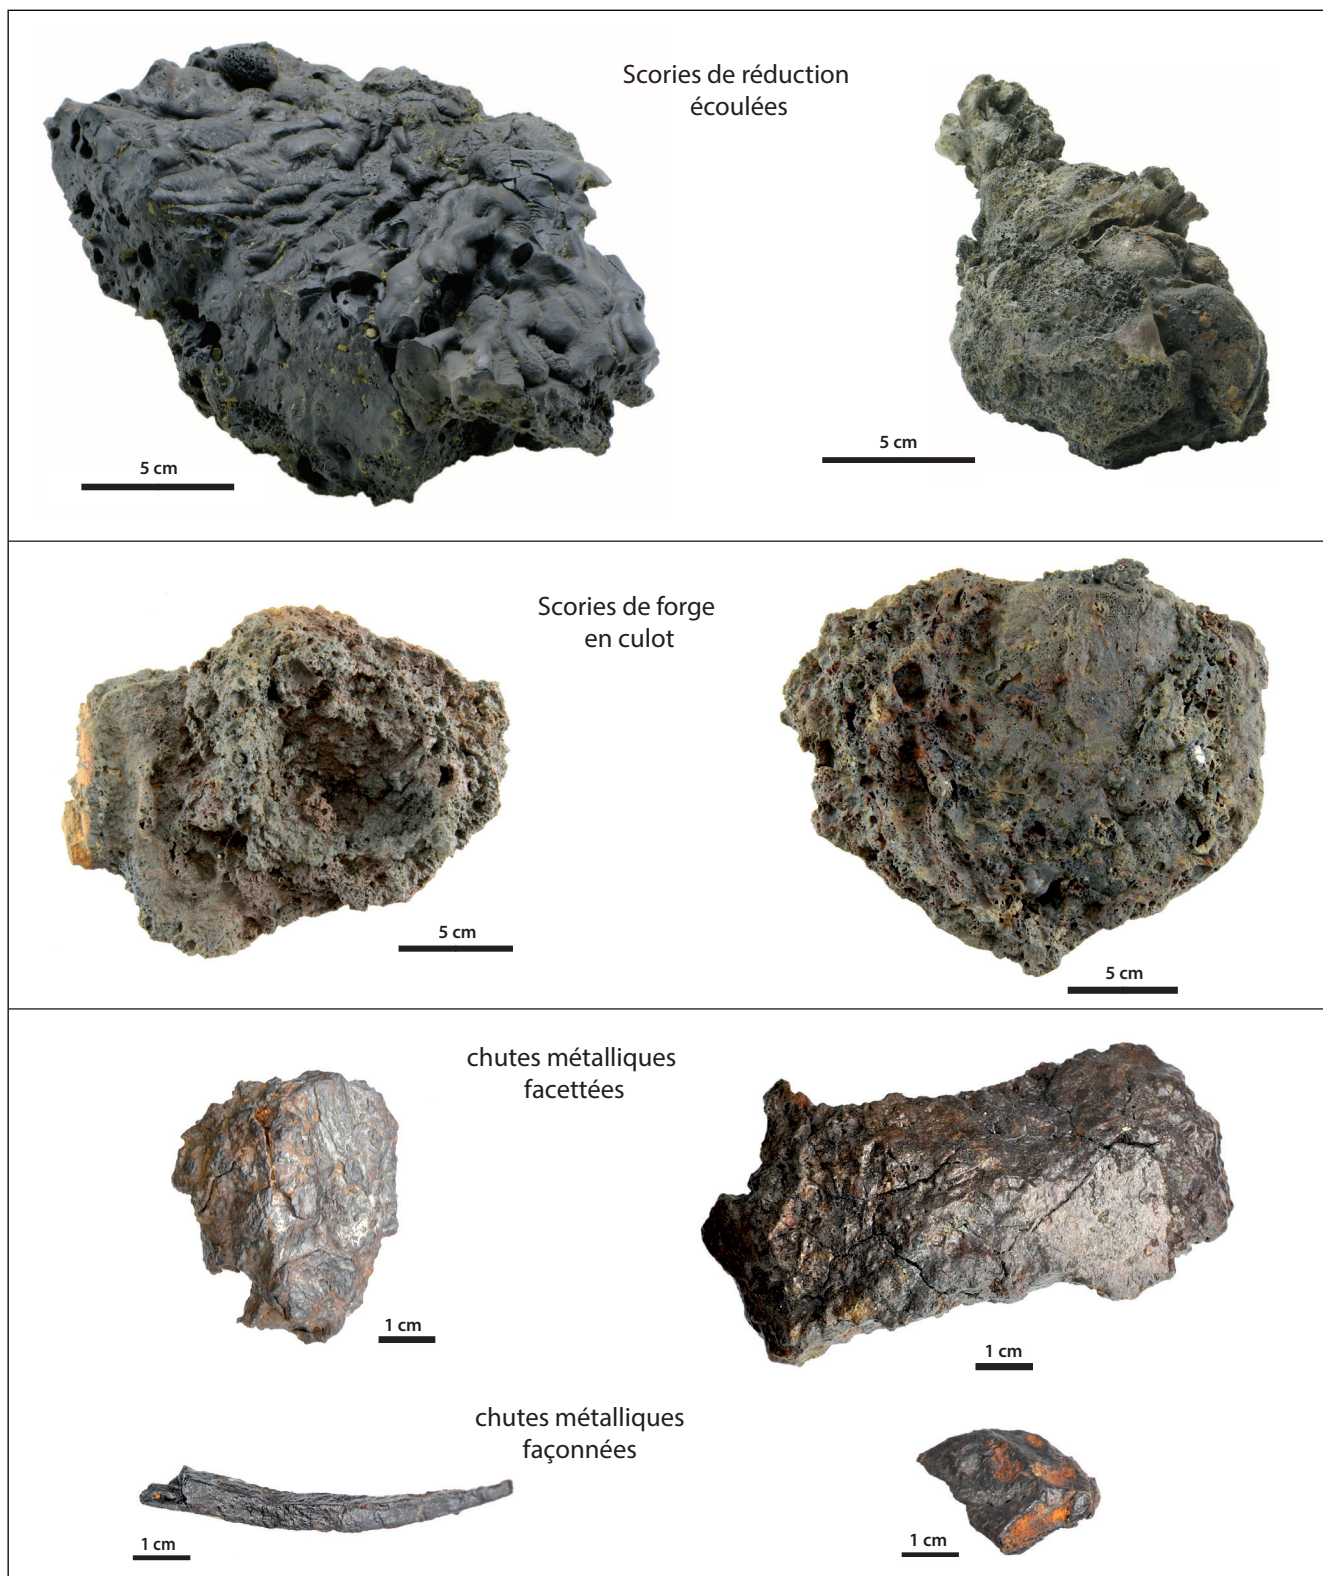 Scories de réduction
écoulées
5 cm
5 cm
Scories de forge
en culot
5 cm
5 cm
chutes métalliques
facettées
1 cm
1 cm
chutes métalliques
façonnées
1 cm
1 cm